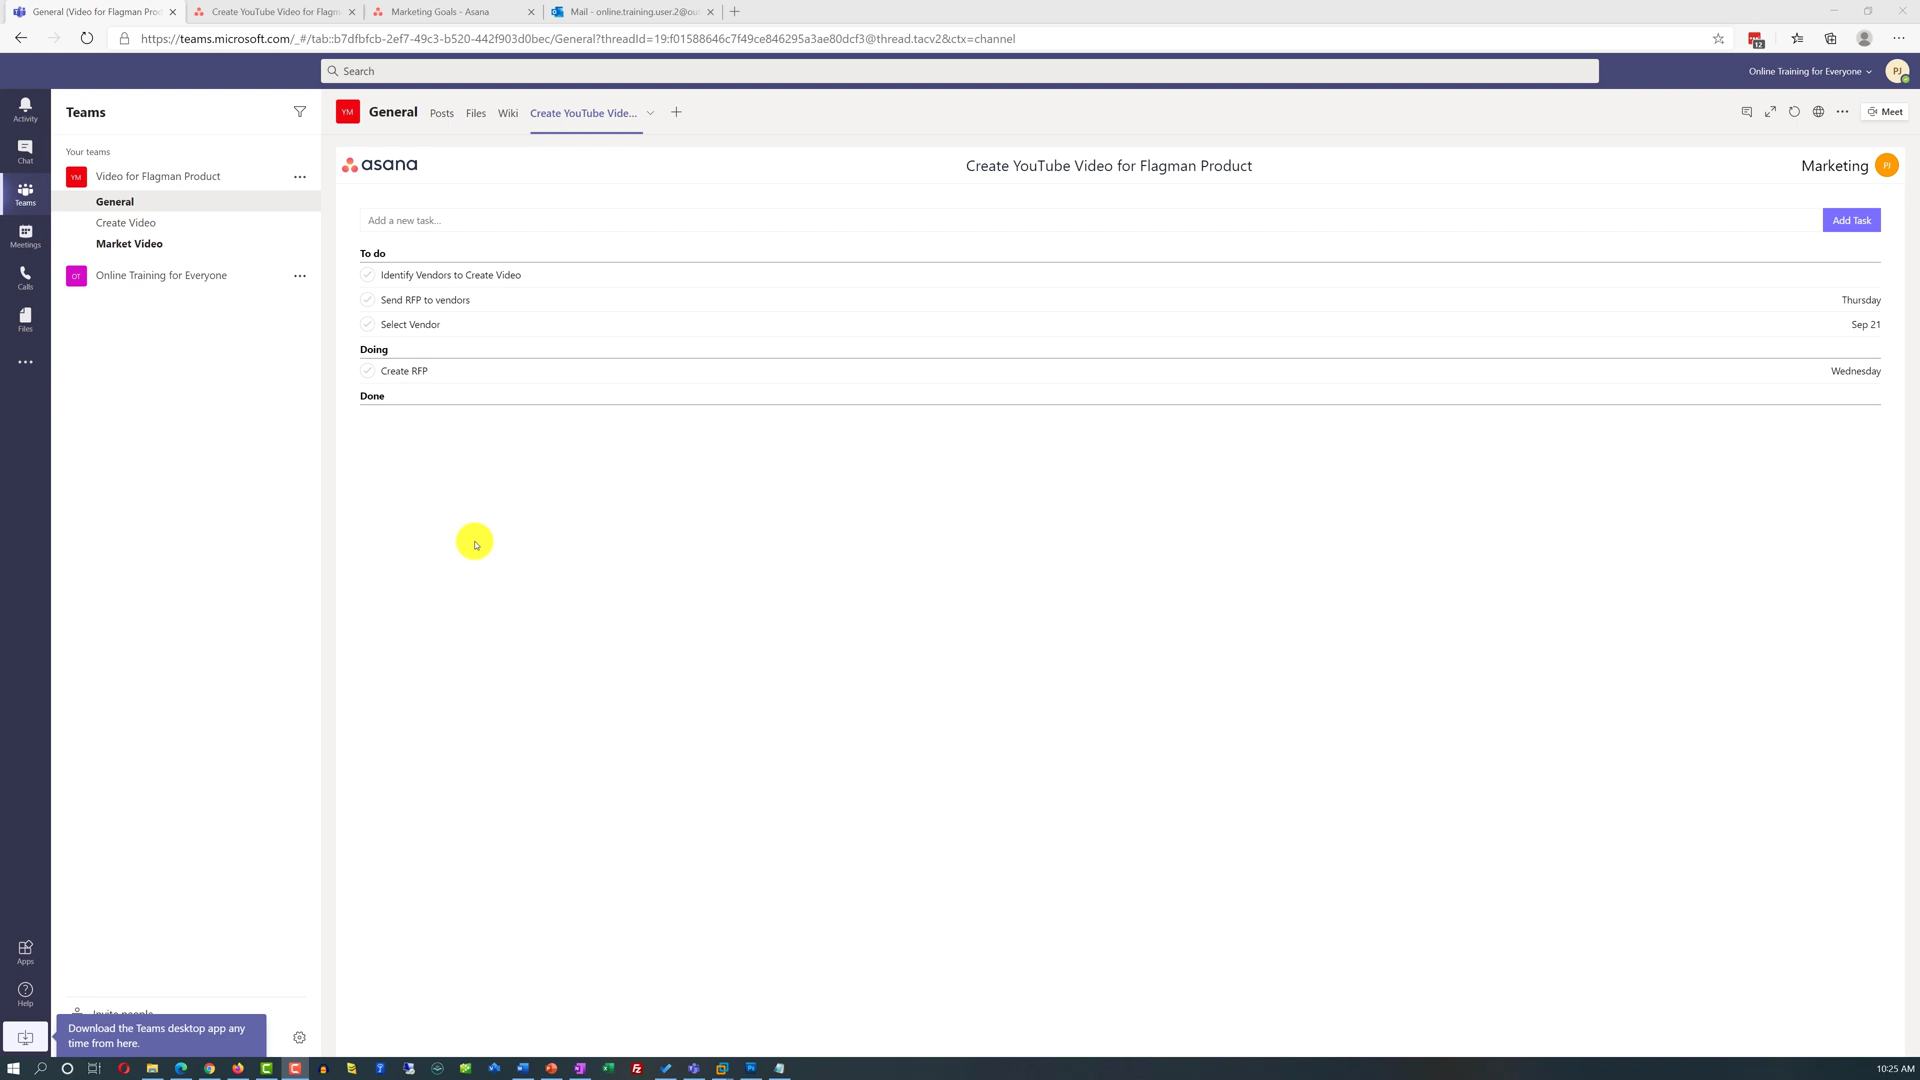 General (Video for Flagman Prod
Create YouTube Video for Flagm
Marketing Goals - Asana
Mail - online.training.user.2@out
https://teams.microsoft.com/_#/tab::b7dfbfcb-2ef7-49c3-b520-442f903d0bec/General?threadId=19:f01588646c7f49ce846295a3ae80dcf3@thread.tacv2&ctx=channel
12
Search
Online Training for Everyone
PJ
Activity
Chat
Teams
Meetings
Calls
Files
Apps
Help
Teams
Your teams
YM Video for Flagman Product
General
Create Video
Market Video
OT Online Training for Everyone
Invite people
Download the Teams desktop app any
time from here.
YM General Posts Files Wiki Create YouTube Vide...
Meet
asana
Create YouTube Video for Flagman Product
Marketing PJ
Add a new task...
Add Task
To do
Identify Vendors to Create Video
Send RFP to vendors Thursday
Select Vendor Sep 21
Doing
Create RFP Wednesday
Done
10:25 AM